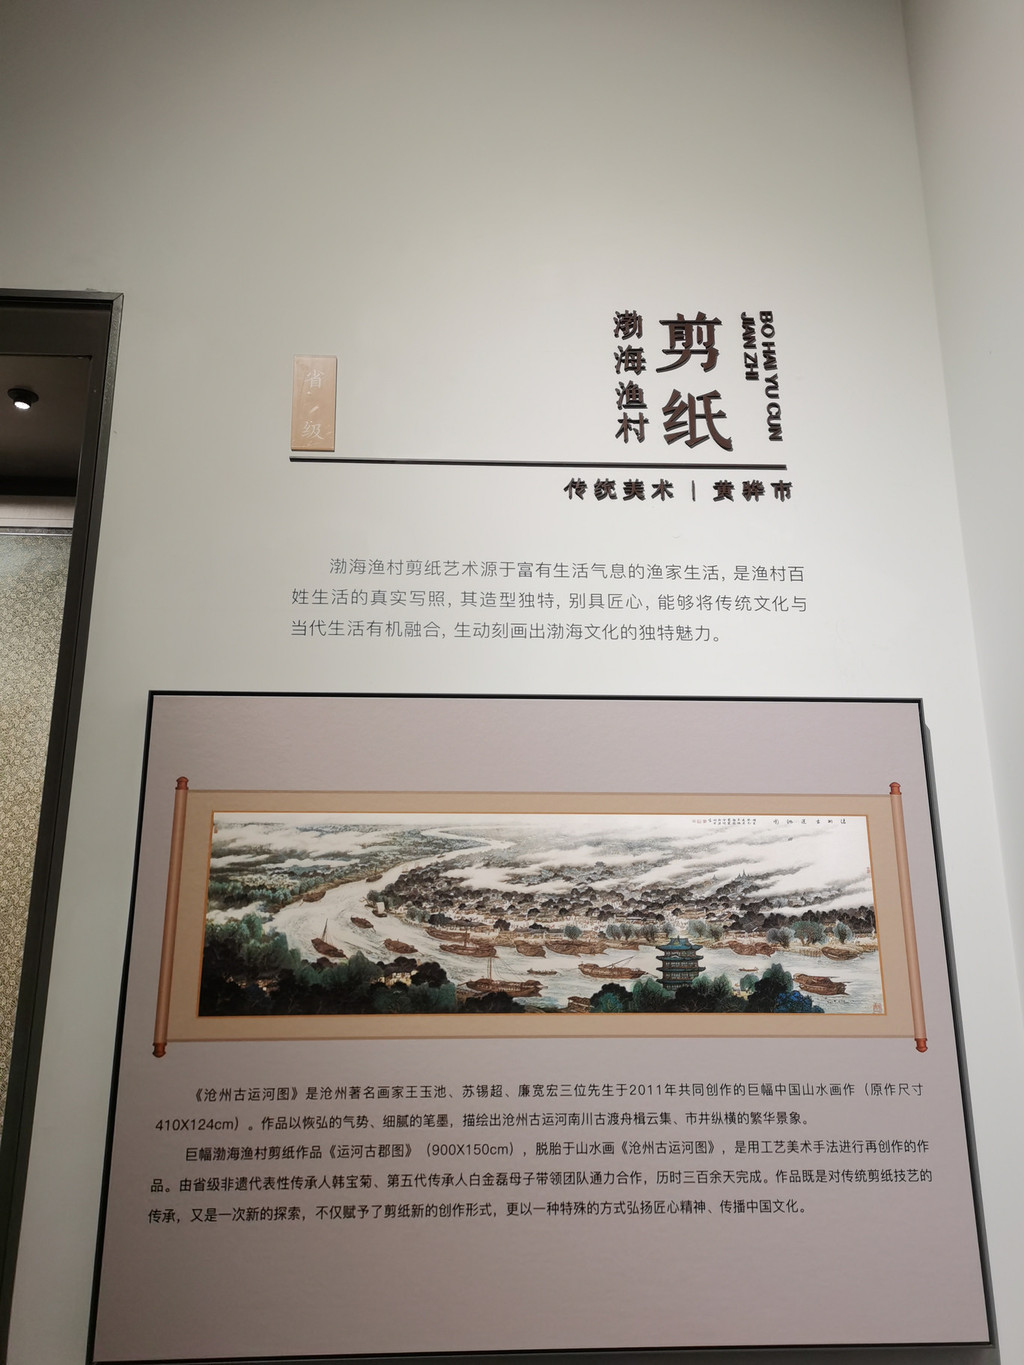 渤海渔村
剪纸
BO HAI YU CUN
JIAN ZHI
省级
传统美术 | 黄骅市
渤海渔村剪纸艺术源于富有生活气息的渔家生活, 是渔村百
姓生活的真实写照, 其造型独特, 别具匠心, 能够将传统文化与
当代生活有机融合, 生动刻画出渤海文化的独特魅力。
《沧州古运河图》是沧州著名画家王玉池、苏锡超、廉宽宏三位先生于2011年共同创作的巨幅中国山水画作（原作尺寸
410X124cm）。作品以恢弘的气势、细腻的笔墨，描绘出沧州古运河南川古渡舟楫云集、市井纵横的繁华景象。
巨幅渤海渔村剪纸作品《运河古郡图》（900X150cm），脱胎于山水画《沧州古运河图》，是用工艺美术手法进行再创作的作
品。由省级非遗代表性传承人韩宝菊、第五代传承人白金磊母子带领团队通力合作，历时三百余天完成。作品既是对传统剪纸技艺的
传承，又是一次新的探索，不仅赋予了剪纸新的创作形式，更以一种特殊的方式弘扬匠心精神、传播中国文化。